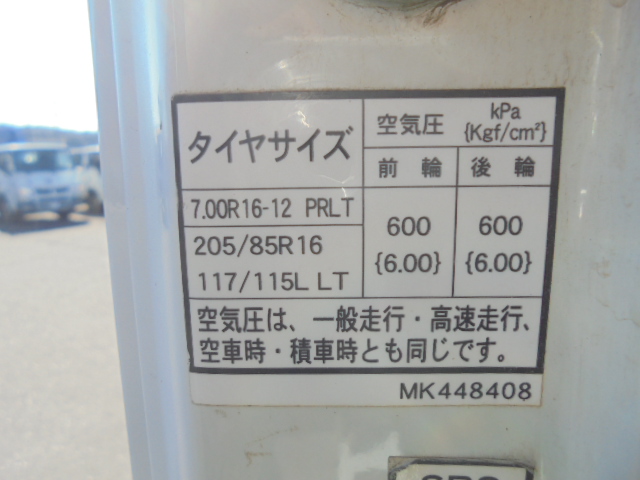 タイヤサイズ
空気圧 kPa {Kgf/cm²}
前輪 後輪
7.00R16-12 PRLT
205/85R16
117/115L LT
600 {6.00}
600 {6.00}
空気圧は、一般走行・高速走行、
空車時・積車時とも同じです。
MK448408